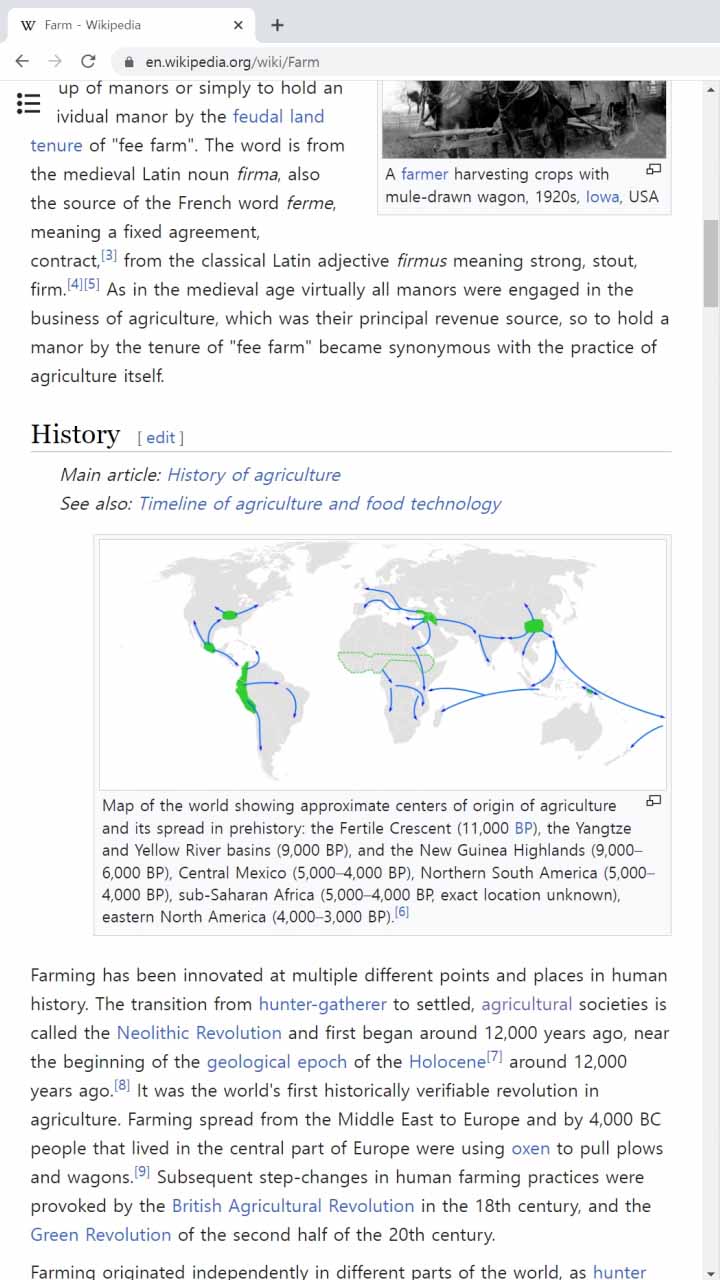 Farm - Wikipedia
en.wikipedia.org/wiki/Farm
up of manors or simply to hold an
ividual manor by the feudal land
tenure of "fee farm". The word is from
the medieval Latin noun firma, also
the source of the French word ferme,
meaning a fixed agreement,
A farmer harvesting crops with
mule-drawn wagon, 1920s, Iowa, USA
contract,[3] from the classical Latin adjective firmus meaning strong, stout,
firm.[4][5] As in the medieval age virtually all manors were engaged in the
business of agriculture, which was their principal revenue source, so to hold a
manor by the tenure of "fee farm" became synonymous with the practice of
agriculture itself.
History [ edit ]
Main article: History of agriculture
See also: Timeline of agriculture and food technology
Map of the world showing approximate centers of origin of agriculture
and its spread in prehistory: the Fertile Crescent (11,000 BP), the Yangtze
and Yellow River basins (9,000 BP), and the New Guinea Highlands (9,000–
6,000 BP), Central Mexico (5,000–4,000 BP), Northern South America (5,000–
4,000 BP), sub-Saharan Africa (5,000–4,000 BP, exact location unknown),
eastern North America (4,000–3,000 BP).[6]
Farming has been innovated at multiple different points and places in human
history. The transition from hunter-gatherer to settled, agricultural societies is
called the Neolithic Revolution and first began around 12,000 years ago, near
the beginning of the geological epoch of the Holocene[7] around 12,000
years ago.[8] It was the world's first historically verifiable revolution in
agriculture. Farming spread from the Middle East to Europe and by 4,000 BC
people that lived in the central part of Europe were using oxen to pull plows
and wagons.[9] Subsequent step-changes in human farming practices were
provoked by the British Agricultural Revolution in the 18th century, and the
Green Revolution of the second half of the 20th century.
Farming originated independently in different parts of the world, as hunter